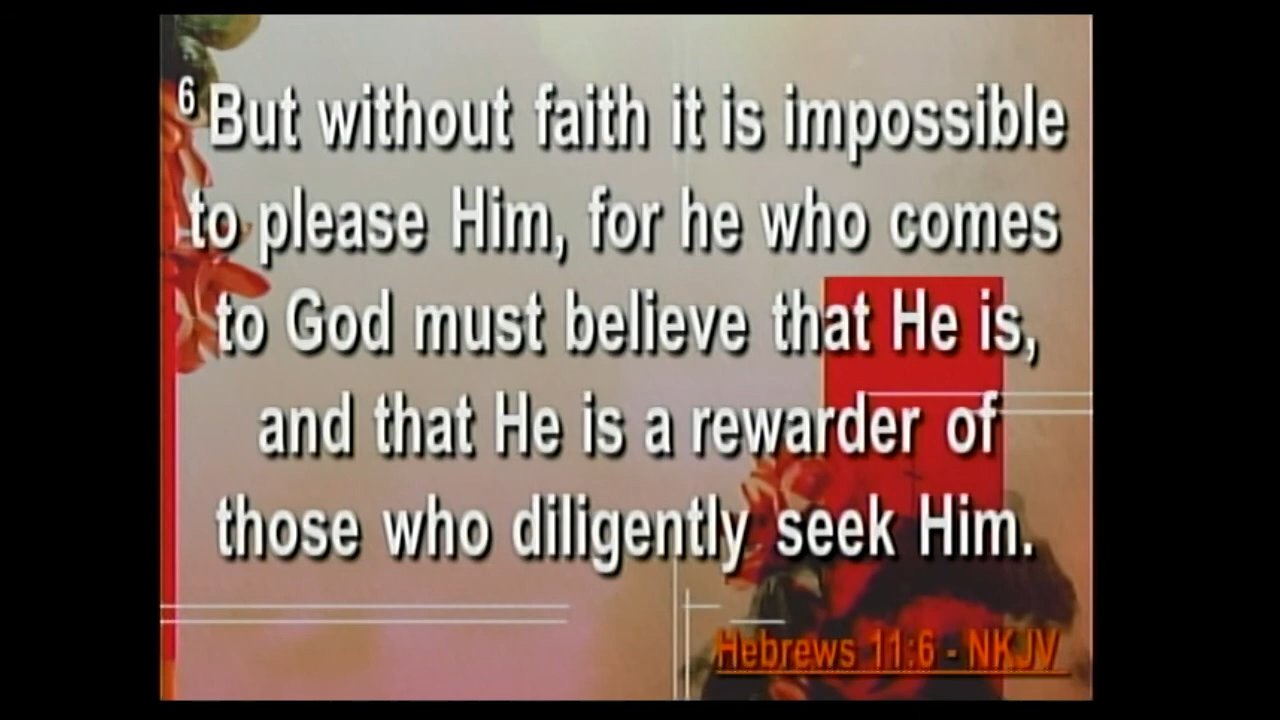 6 But without faith it is impossible
to please Him, for he who comes
to God must believe that He is,
and that He is a rewarder of
those who diligently seek Him.
Hebrews 11:6 - NKJV